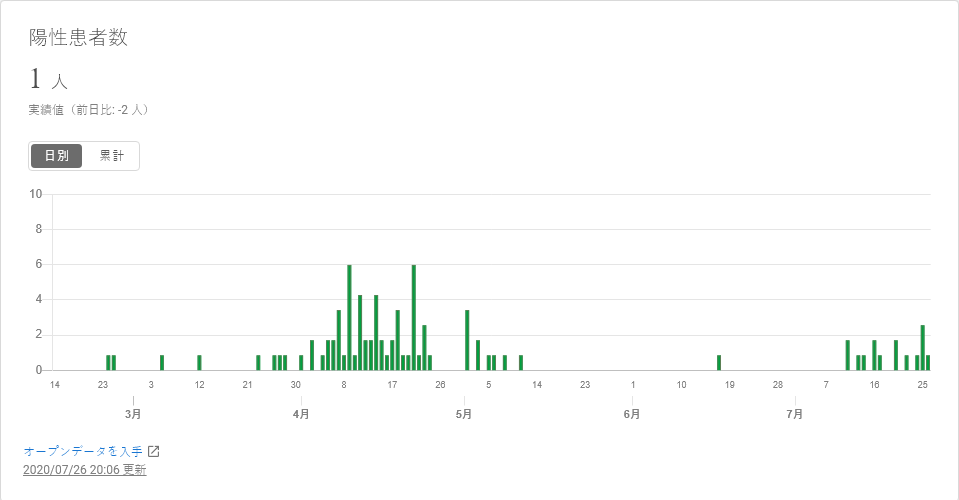 陽性患者数
1 人
実績値（前日比: -2 人）
日別 累計
10
8
6
4
2
0
14 23 3 12 21 30 8 17 26 5 14 23 1 10 19 28 7 16 25
3月 4月 5月 6月 7月
オープンデータを入手
2020/07/26 20:06 更新